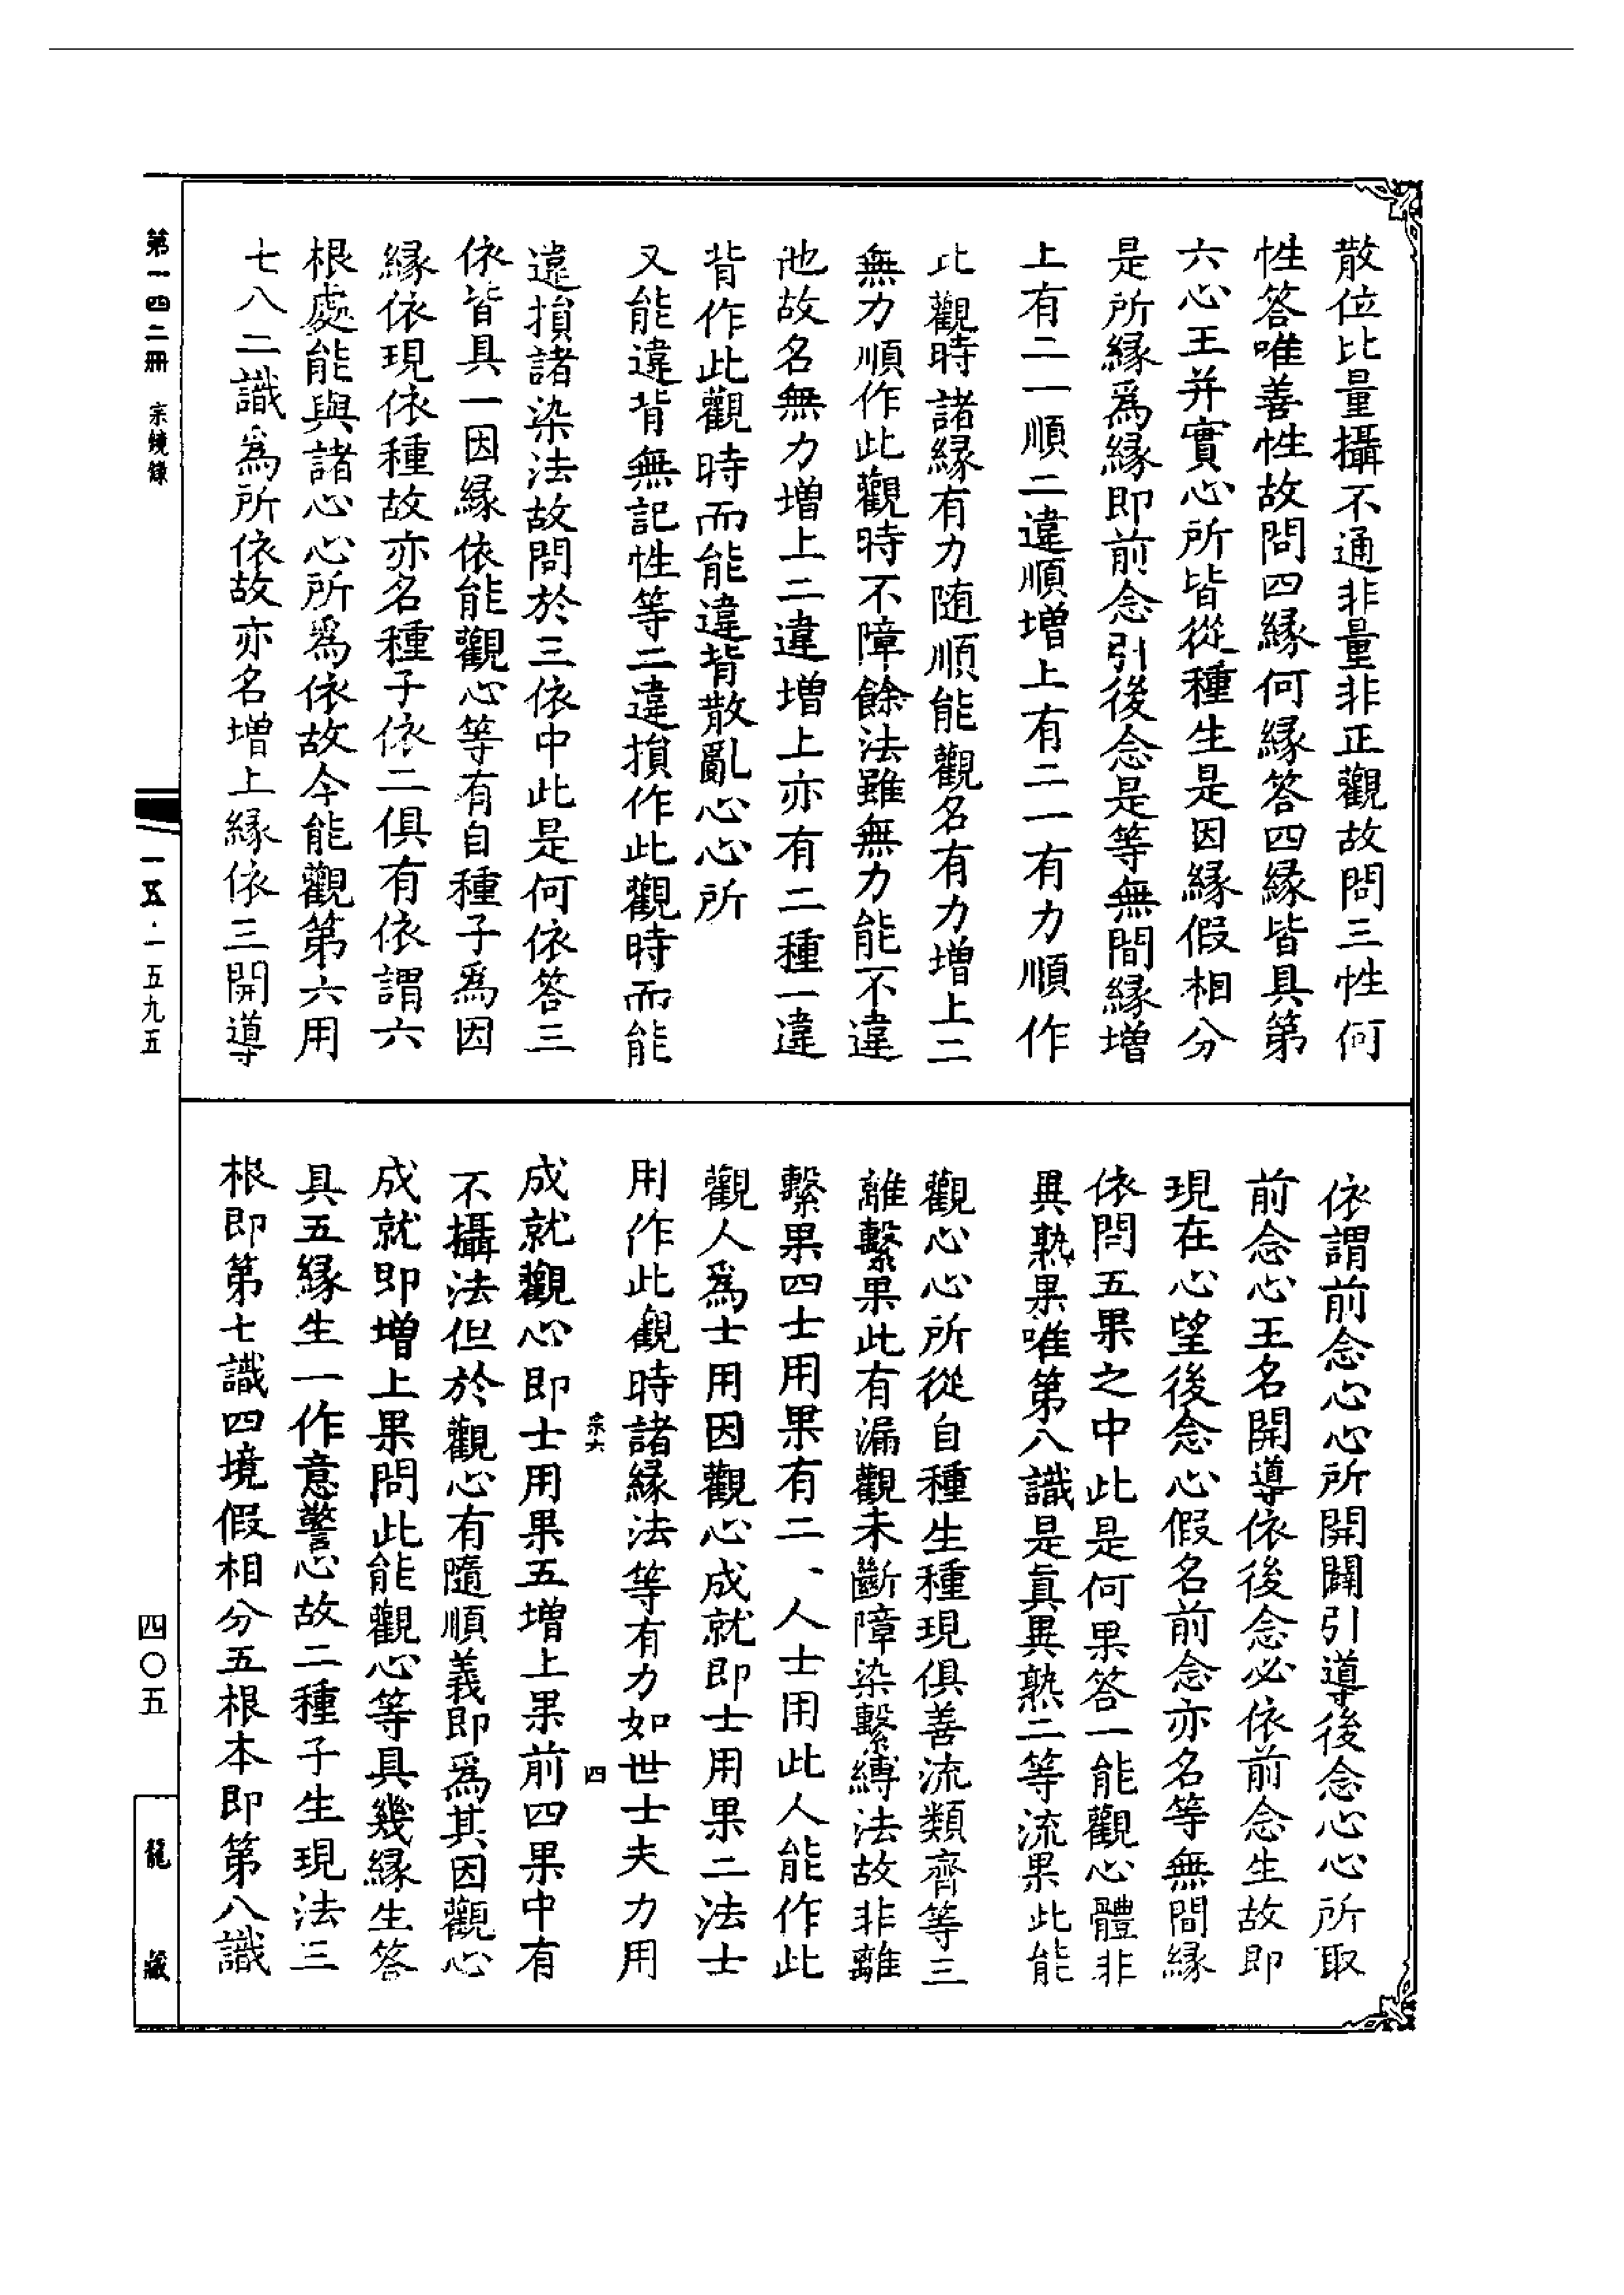 散位比量攝不通非量非正觀故問三性何
性答唯善性故問四緣何緣答四緣皆具第
六心王并實心所皆從種生是因緣假相分
是所緣爲緣即前念引後念是等無間緣增
上有二一順二違順增上有二一有力順作
此觀時諸緣有力随順能觀名有力增上二
無力順作此觀時不障餘法雖無力能不違
他故名無力增上二違增上亦有二種一違
背作此觀時而能違背散亂心心所
又能違背無記性等二違損作此觀時而能
違損諸染法故問於三依中此是何依答三
依皆具一因緣依能觀心等有自種子爲因
緣依現依種故亦名種子依二俱有依謂六
根處能與諸心心所爲依故今能觀第六用
七八二識爲所依故亦名增上緣依三開導
依謂前念心心所開闢引導後念心心所取
前念心王名開導依後念必依前念生故即
現在心望後念心假名前念亦名等無間緣
依問五果之中此是何果答一能觀心體非
異熟果唯第八識是眞異熟二等流果此能
觀心心所從自種生種現俱善流類齊等三
離繫果此有漏觀未斷障染繫縛法故非離
繫果四士用果有二、人士用此人能作此
觀人爲士用因觀心成就即士用果二法士
用作此觀時諸緣法等有力如世士夫力用
宗六 四
成就觀心即士用果五增上果前四果中有
不攝法但於觀心有隨順義即爲其因觀心
成就即增上果問此能觀心等具幾緣生答
具五緣生一作意警心故二種子生現法三
根即第七識四境假相分五根本即第八識
第一四二冊 宗鏡錄
一五·一五九五
四〇五
龍藏